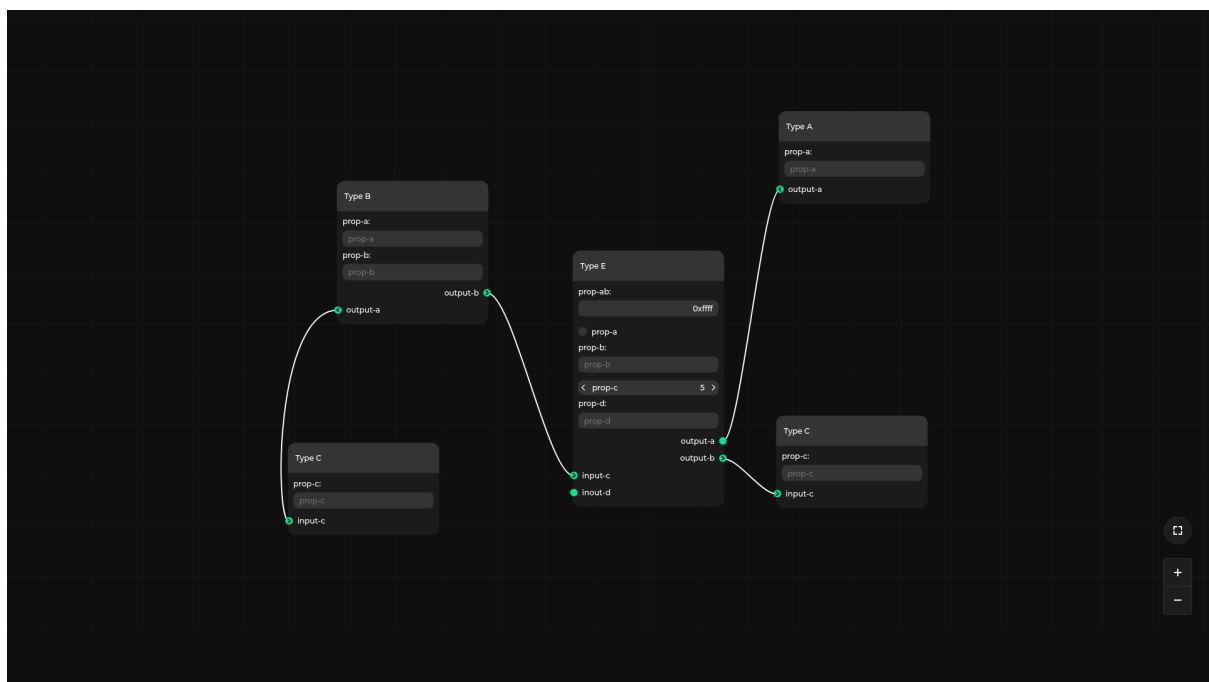 Type A
prop-a:
prop-a
output-a
Type B
prop-a:
prop-a
prop-b:
prop-b
output-b
output-a
Type E
prop-ab:
0xffff
prop-a
prop-b:
prop-b
prop-c 5
prop-d:
prop-d
output-a
output-b
input-c
inout-d
Type C
prop-c:
prop-c
input-c
Type C
prop-c:
prop-c
input-c